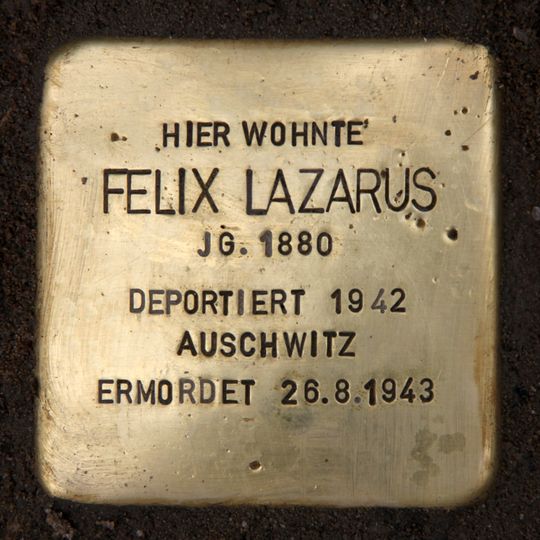 HIER WOHNTE
FELIX LAZARUS
JG. 1880
DEPORTIERT 1942
AUSCHWITZ
ERMORDET 26.8.1943